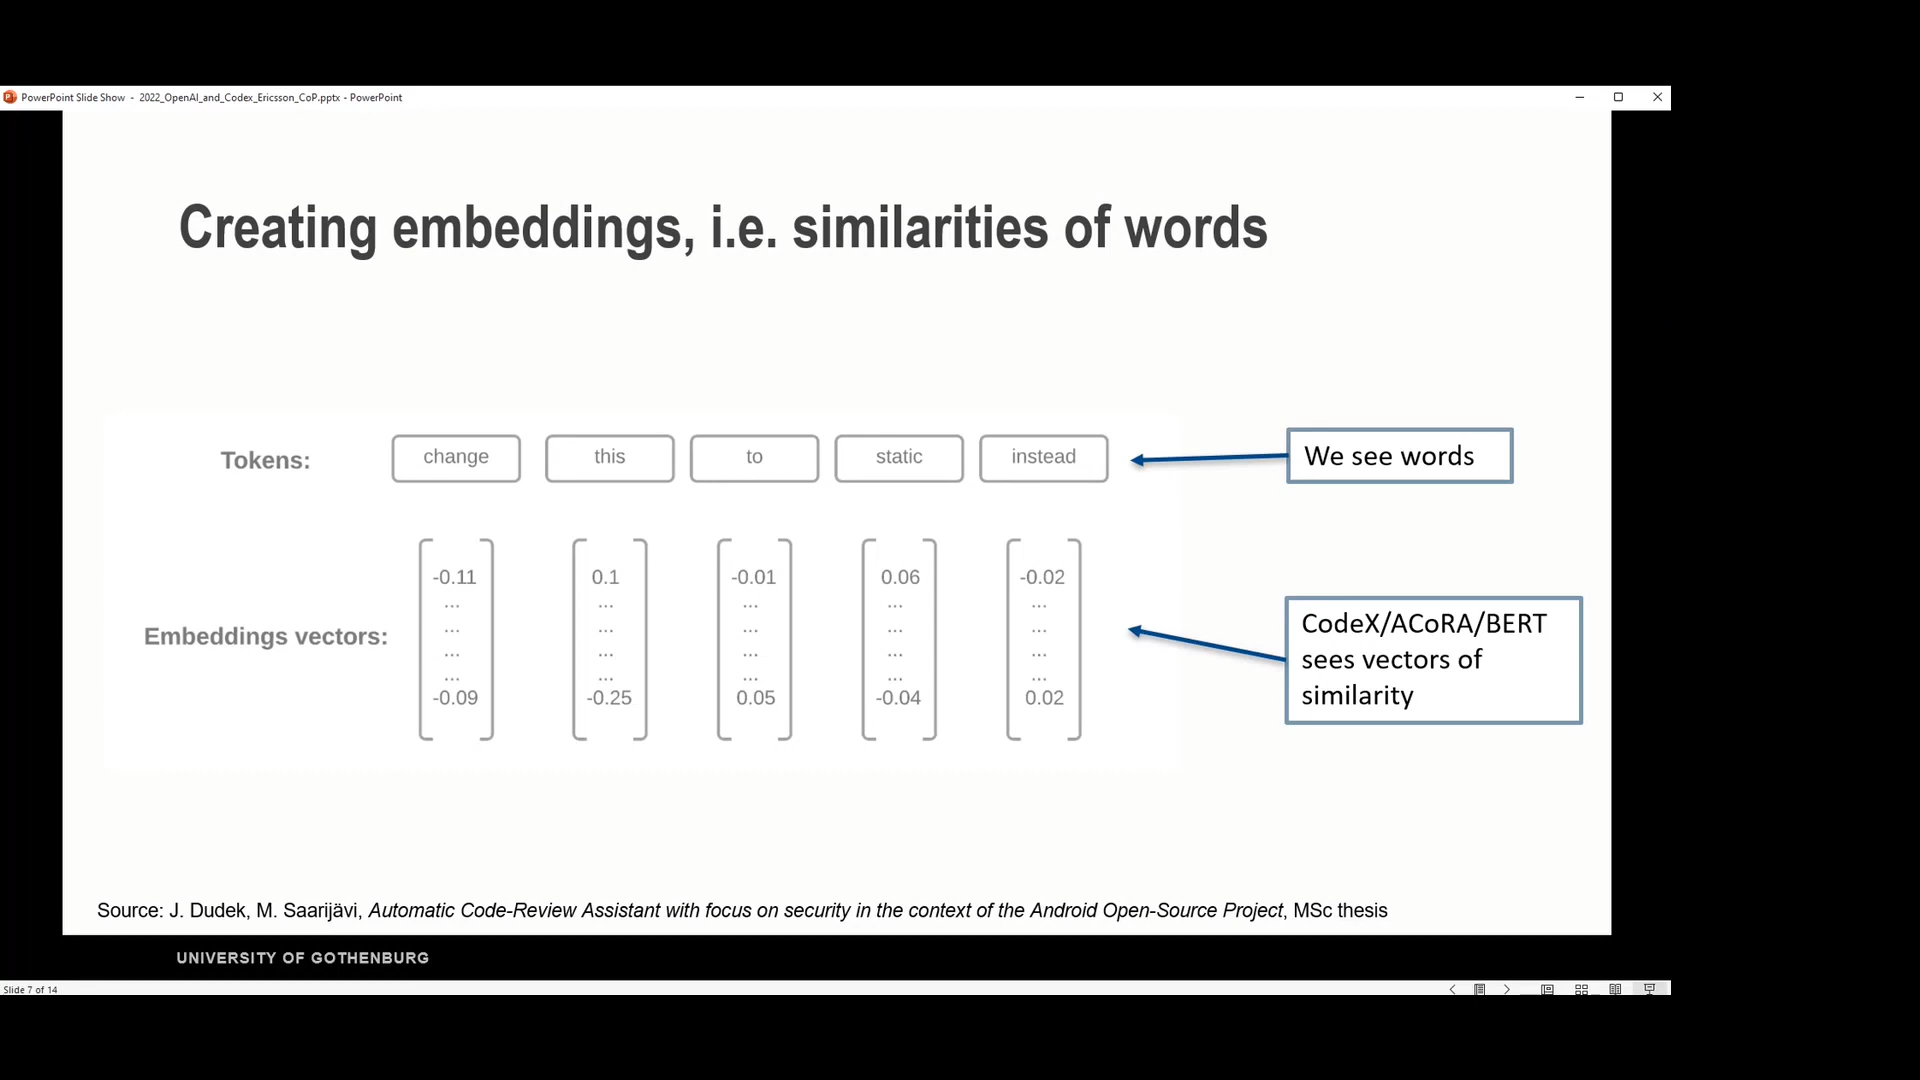 PowerPoint Slide Show - 2022_OpenAI_and_Codex_Ericsson_CoP.pptx - PowerPoint
Creating embeddings, i.e. similarities of words
Tokens: change this to static instead
We see words
Embeddings vectors:
-0.11 0.1 -0.01 0.06 -0.02
... ... ... ... ...
... ... ... ... ...
... ... ... ... ...
... ... ... ... ...
-0.09 -0.25 0.05 -0.04 0.02
CodeX/ACoRA/BERT
sees vectors of
similarity
Source: J. Dudek, M. Saarijävi, Automatic Code-Review Assistant with focus on security in the context of the Android Open-Source Project, MSc thesis
UNIVERSITY OF GOTHENBURG
Slide 7 of 14